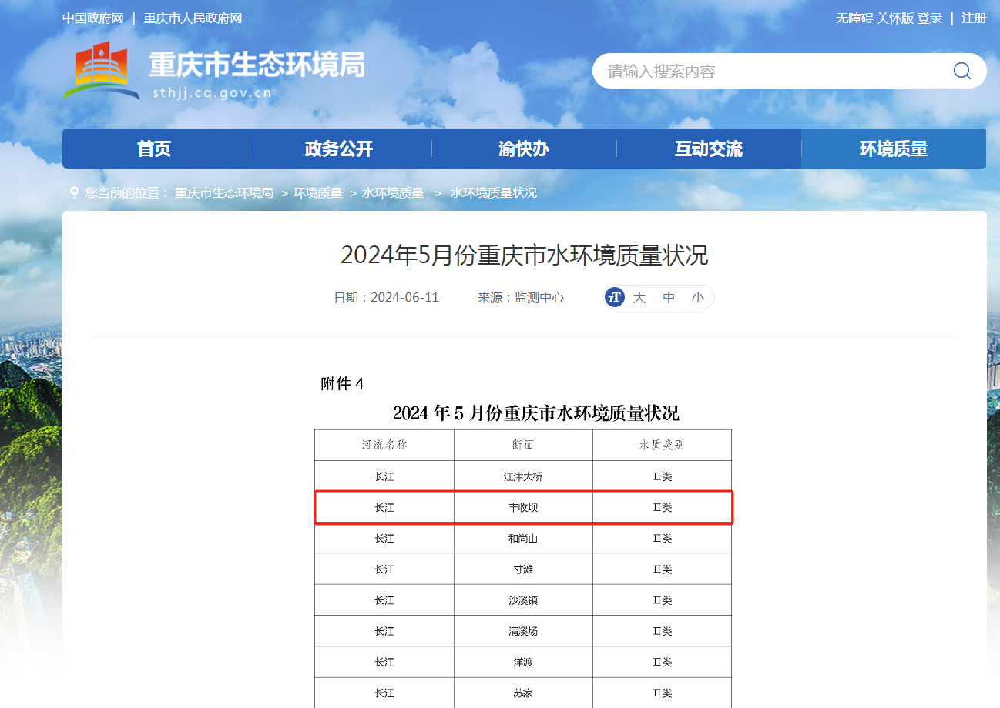 中国政府网 | 重庆市人民政府网 无障碍 关怀版 登录 | 注册
重庆市生态环境局
sthjj.cq.gov.cn
请输入搜索内容
首页 政务公开 渝快办 互动交流 环境质量
您当前的位置： 重庆市生态环境局 > 环境质量 > 水环境质量 > 水环境质量状况
2024年5月份重庆市水环境质量状况
日期：2024-06-11 来源：监测中心 TT 大 中 小
附件 4
2024 年 5 月份重庆市水环境质量状况
河流名称 断面 水质类别
长江 江津大桥 Ⅱ类
长江 丰收坝 Ⅱ类
长江 和尚山 Ⅱ类
长江 寸滩 Ⅱ类
长江 沙溪镇 Ⅱ类
长江 清溪场 Ⅱ类
长江 洋渡 Ⅱ类
长江 苏家 Ⅱ类